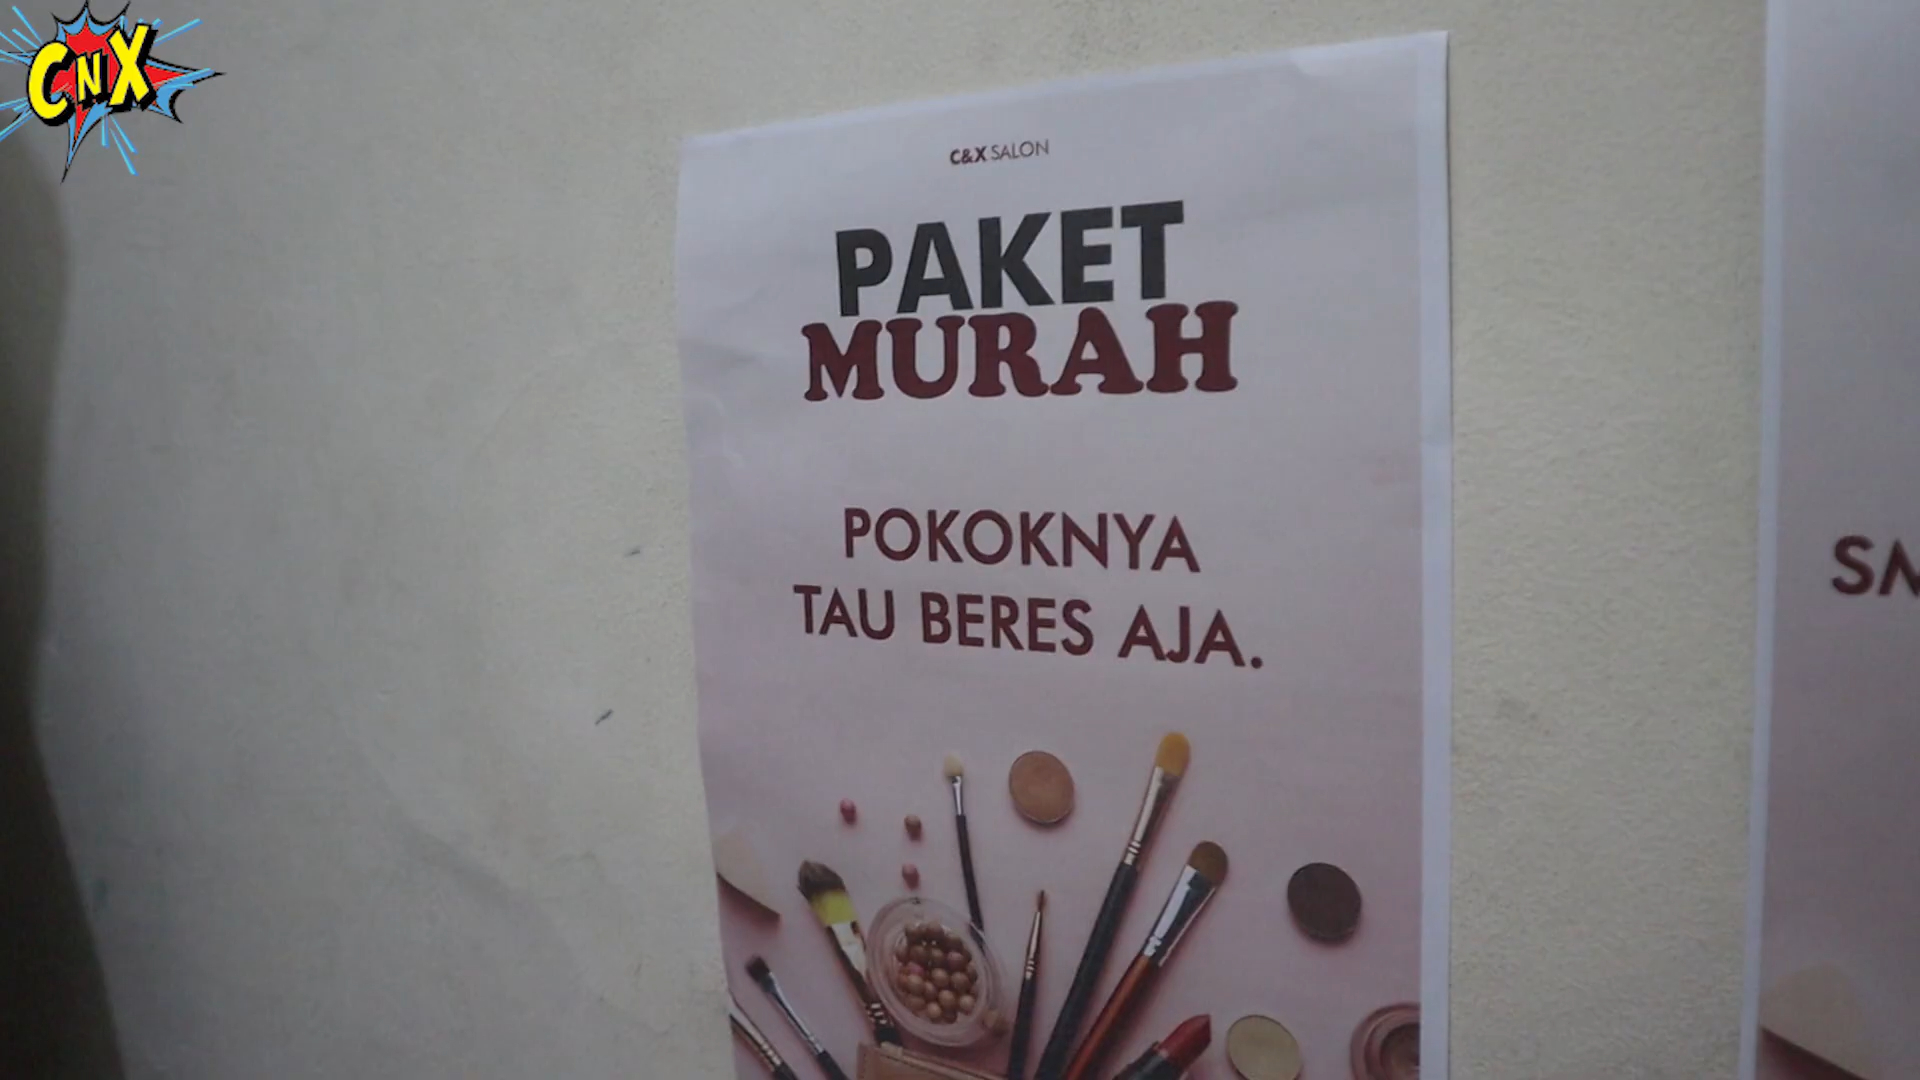 CNX
C&X SALON
PAKET
MURAH
POKOKNYA
TAU BERES AJA.